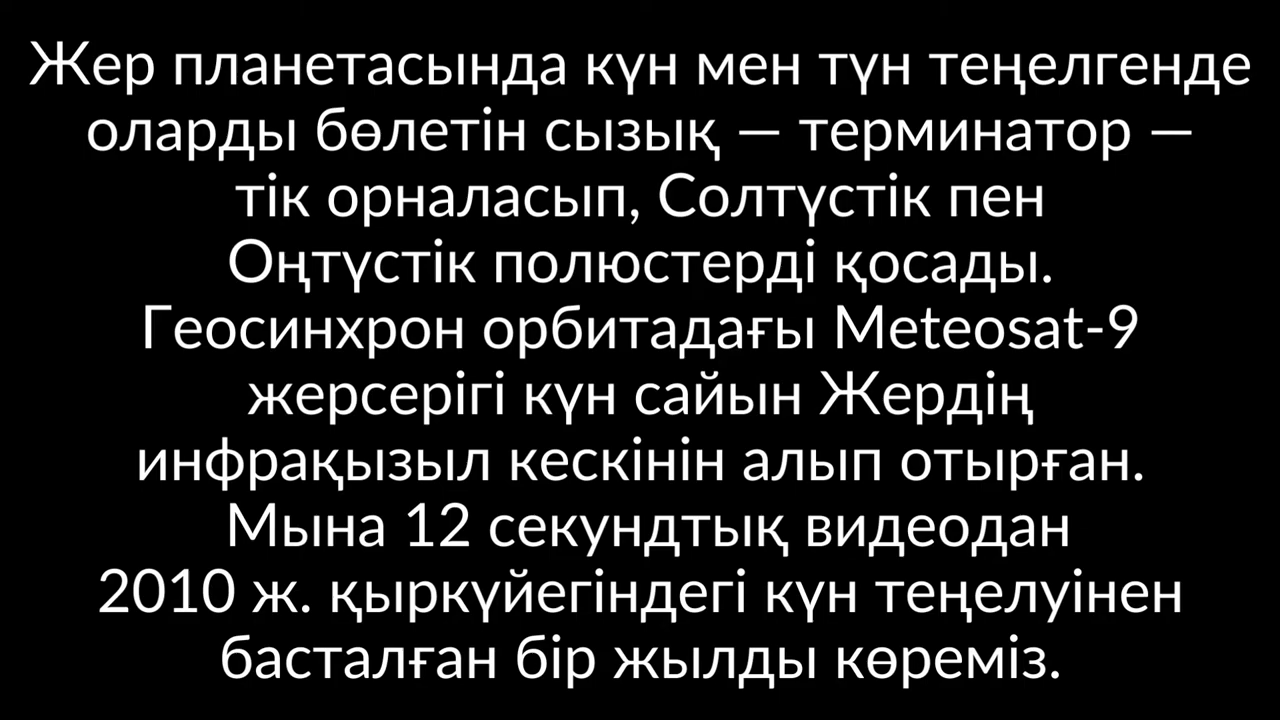 Жер планетасында күн мен түн теңелгенде
оларды бөлетін сызық — терминатор —
тік орналасып, Солтүстік пен
Оңтүстік полюстерді қосады.
Геосинхрон орбитадағы Meteosat-9
жерсерігі күн сайын Жердің
инфрақызыл кескінін алып отырған.
Мына 12 секундтық видеодан
2010 ж. қыркүйегіндегі күн теңелуінен
басталған бір жылды көреміз.